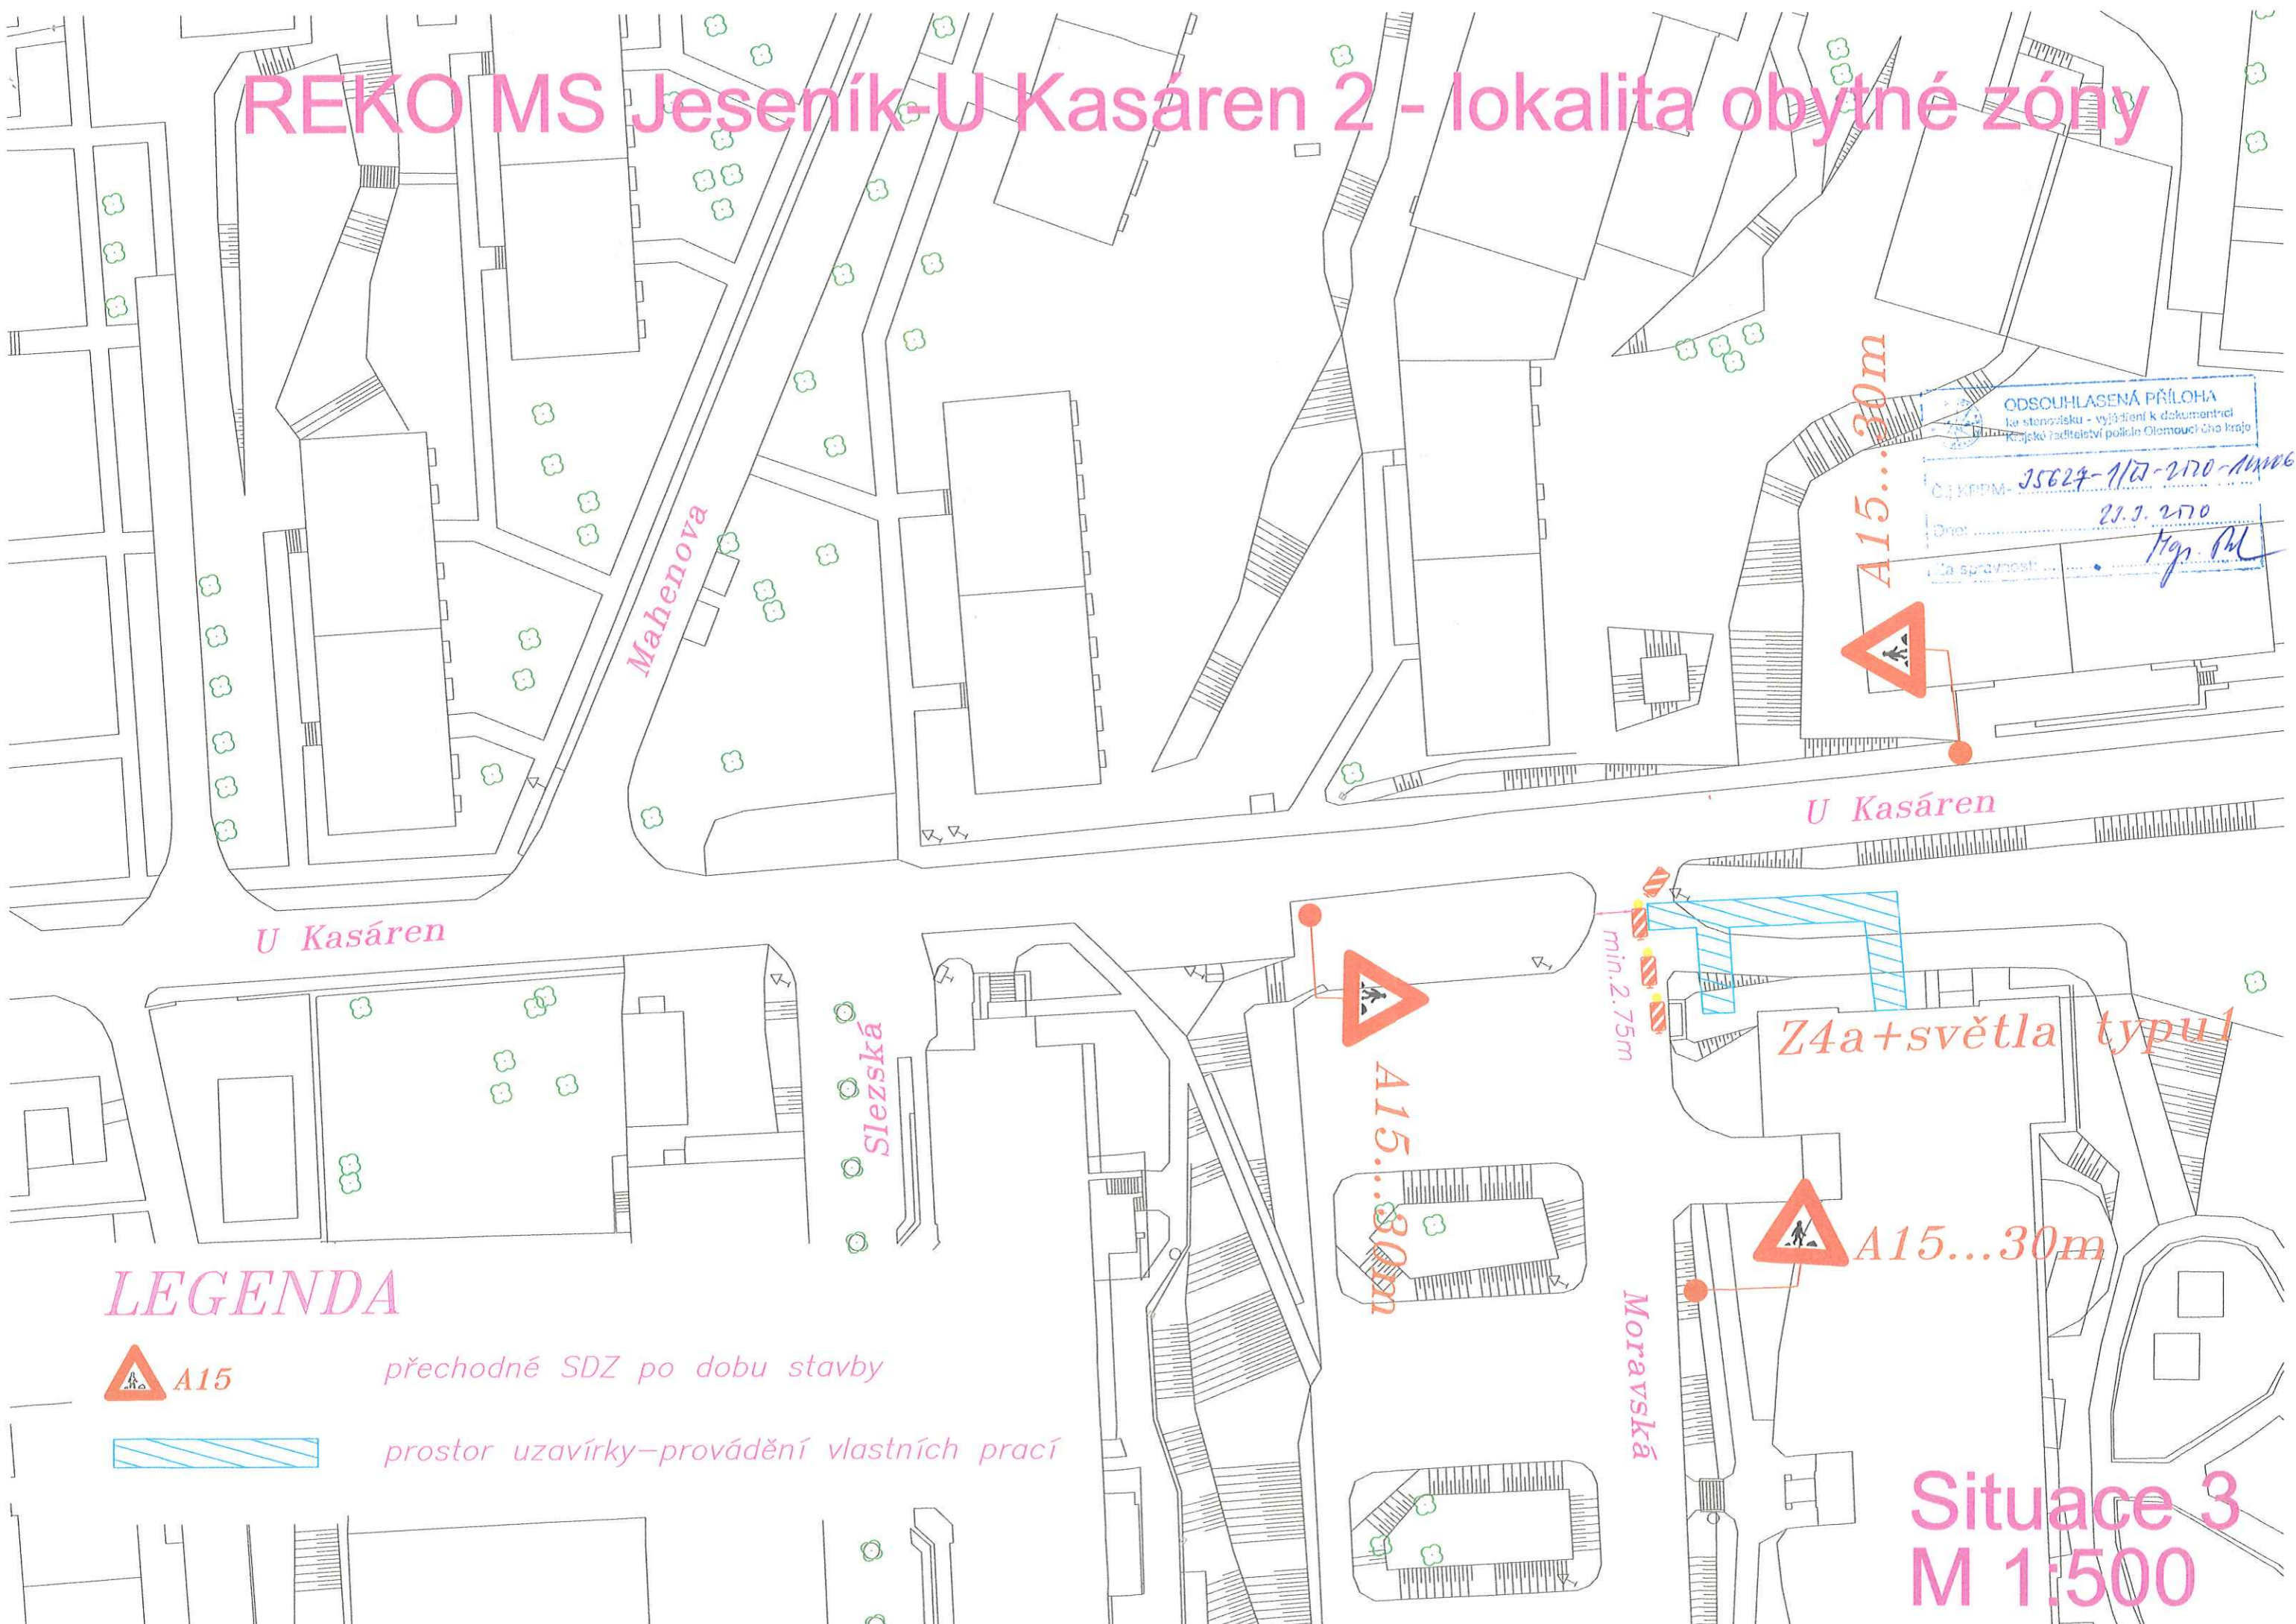 REKO MS Jeseník-U Kasáren 2 - lokalita obytné zóny
A15...30m
ODSOUHLASENÁ PŘÍLOHA
ke stanovisku - vyjádření k dokumentaci
Krajské ředitelství policie Olomouckého kraje
Č.j. KRPM-
Dne:
Za správnost:
Mgr.
Mahenova
U Kasáren
U Kasáren
min.2.75m
Z4a+světla typu1
Slezská
A15...30m
A15...30m
Moravská
LEGENDA
A15 přechodné SDZ po dobu stavby
prostor uzavírky-provádění vlastních prací
Situace 3
M 1:500